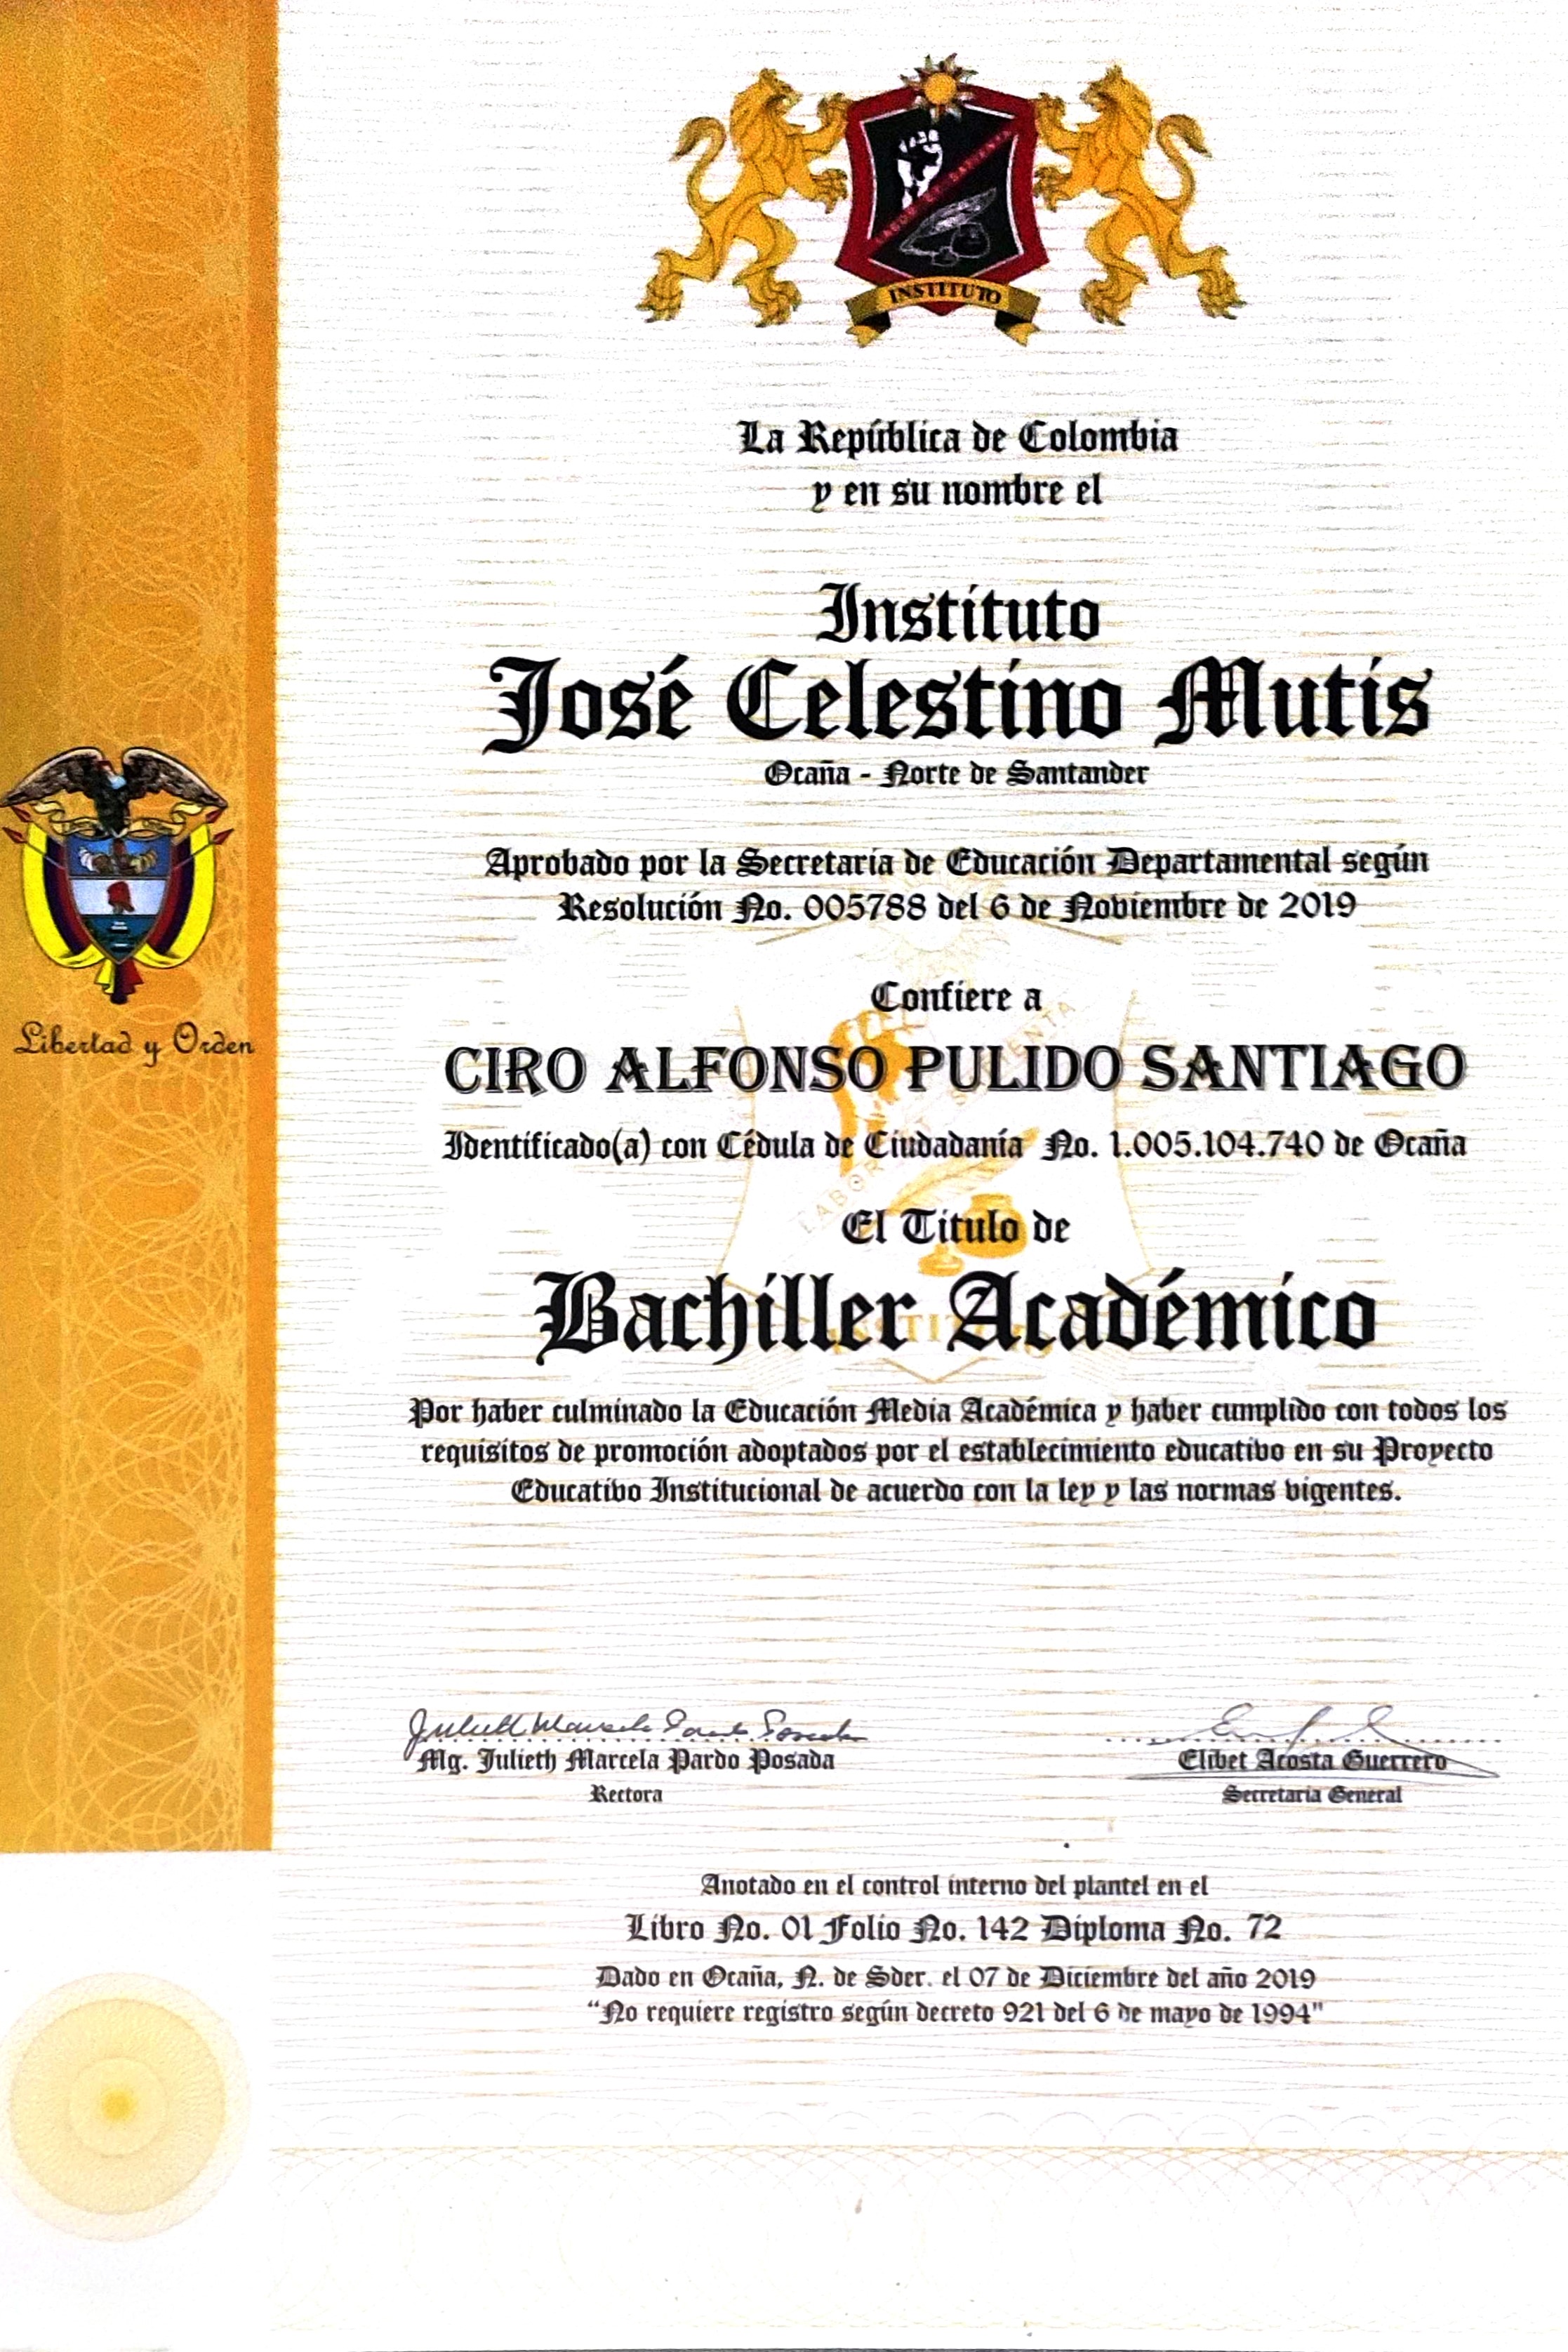 LABOR ET SAPIENTA
INSTITUTO
La República de Colombia
y en su nombre el
Instituto
José Celestino Mutis
Ocaña - Norte de Santander
Aprobado por la Secretaría de Educación Departamental según
Resolución No. 005788 del 6 de Noviembre de 2019
Confiere a
Libertad y Orden
CIRO ALFONSO PULIDO SANTIAGO
Identificado(a) con Cédula de Ciudadanía No. 1.005.104.740 de Ocaña
El Título de
Bachiller Académico
Por haber culminado la Educación Media Académica y haber cumplido con todos los
requisitos de promoción adoptados por el establecimiento educativo en su Proyecto
Educativo Institucional de acuerdo con la ley y las normas vigentes.
Mg. Julieth Marcela Pardo Posada
Rectora
Elibet Acosta Guerrero
Secretaria General
Anotado en el control interno del plantel en el
Libro No. 01 Folio No. 142 Diploma No. 72
Dado en Ocaña, N. de Sder. el 07 de Diciembre del año 2019
"No requiere registro según decreto 921 del 6 de mayo de 1994"